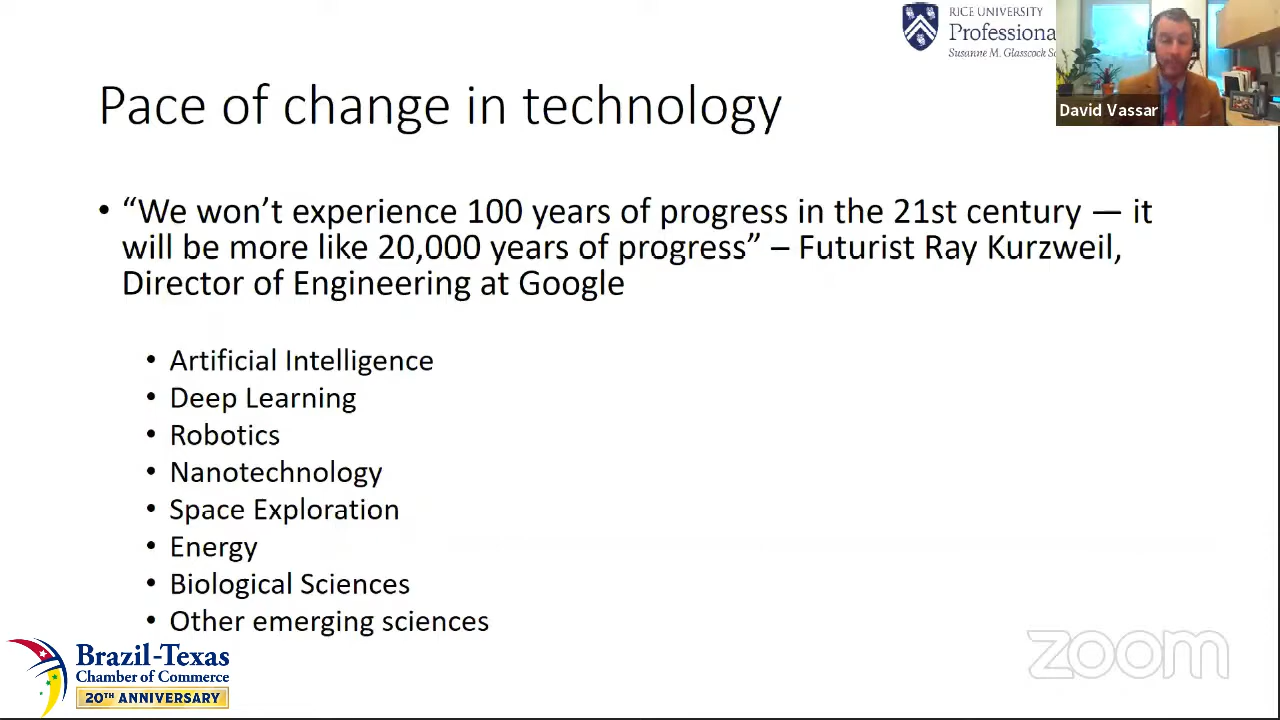 RICE UNIVERSITY
Professiona
Susanne M. Glasscock Sc
David Vassar
Pace of change in technology
• “We won’t experience 100 years of progress in the 21st century — it
will be more like 20,000 years of progress” – Futurist Ray Kurzweil,
Director of Engineering at Google
• Artificial Intelligence
• Deep Learning
• Robotics
• Nanotechnology
• Space Exploration
• Energy
• Biological Sciences
• Other emerging sciences
Brazil-Texas
Chamber of Commerce
20TH ANNIVERSARY
zoom